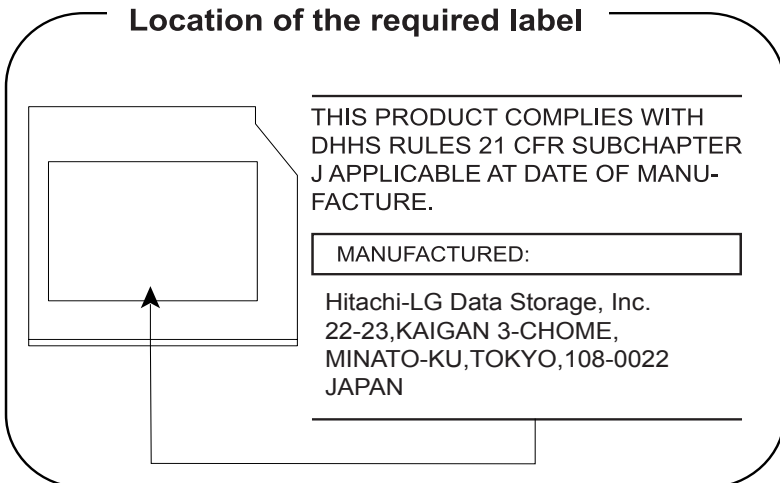 Location of the required label
THIS PRODUCT COMPLIES WITH
DHHS RULES 21 CFR SUBCHAPTER
J APPLICABLE AT DATE OF MANU-
FACTURE.
MANUFACTURED:
Hitachi-LG Data Storage, Inc.
22-23,KAIGAN 3-CHOME,
MINATO-KU,TOKYO,108-0022
JAPAN